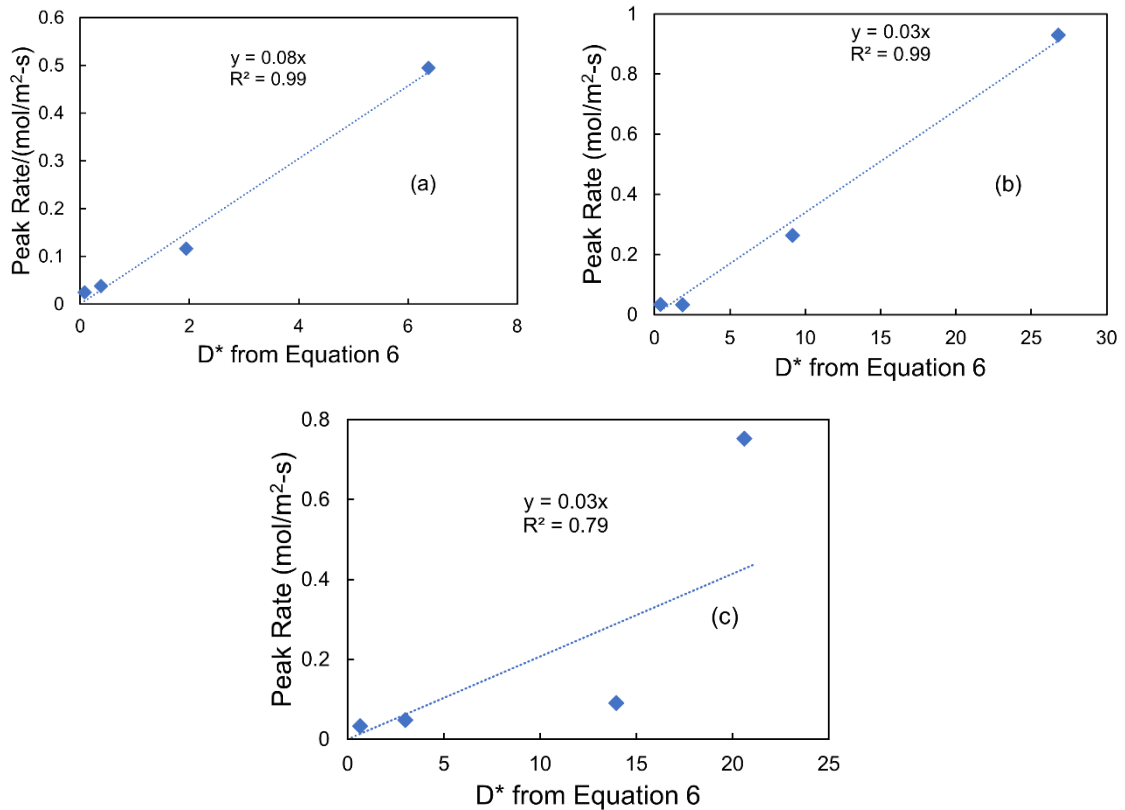 Peak Rate/(mol/m²-s)
0.6
0.5
0.4
0.3
0.2
0.1
0
y = 0.08x
R² = 0.99
(a)
0 2 4 6 8
D* from Equation 6
Peak Rate (mol/m²-s)
1
0.8
0.6
0.4
0.2
0
y = 0.03x
R² = 0.99
(b)
0 5 10 15 20 25 30
D* from Equation 6
Peak Rate (mol/m²-s)
0.8
0.6
0.4
0.2
0
y = 0.03x
R² = 0.79
(c)
0 5 10 15 20 25
D* from Equation 6